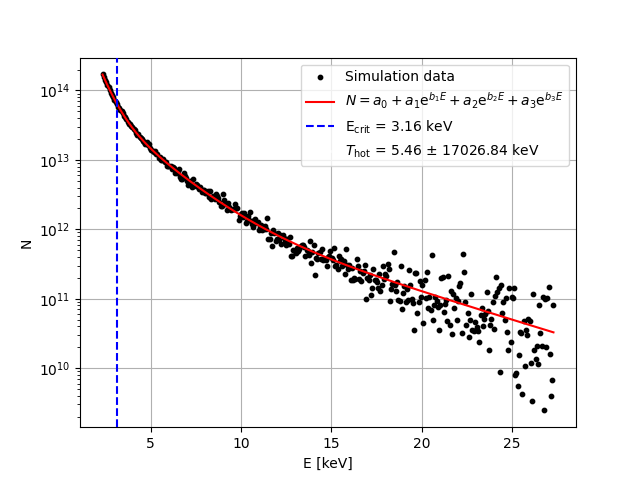 Simulation data
N = a₀ + a₁e^{b₁E} + a₂e^{b₂E} + a₃e^{b₃E}
E_crit = 3.16 keV
T_hot = 5.46 ± 17026.84 keV
10¹⁴
10¹³
10¹²
10¹¹
10¹⁰
N
5 10 15 20 25
E [keV]